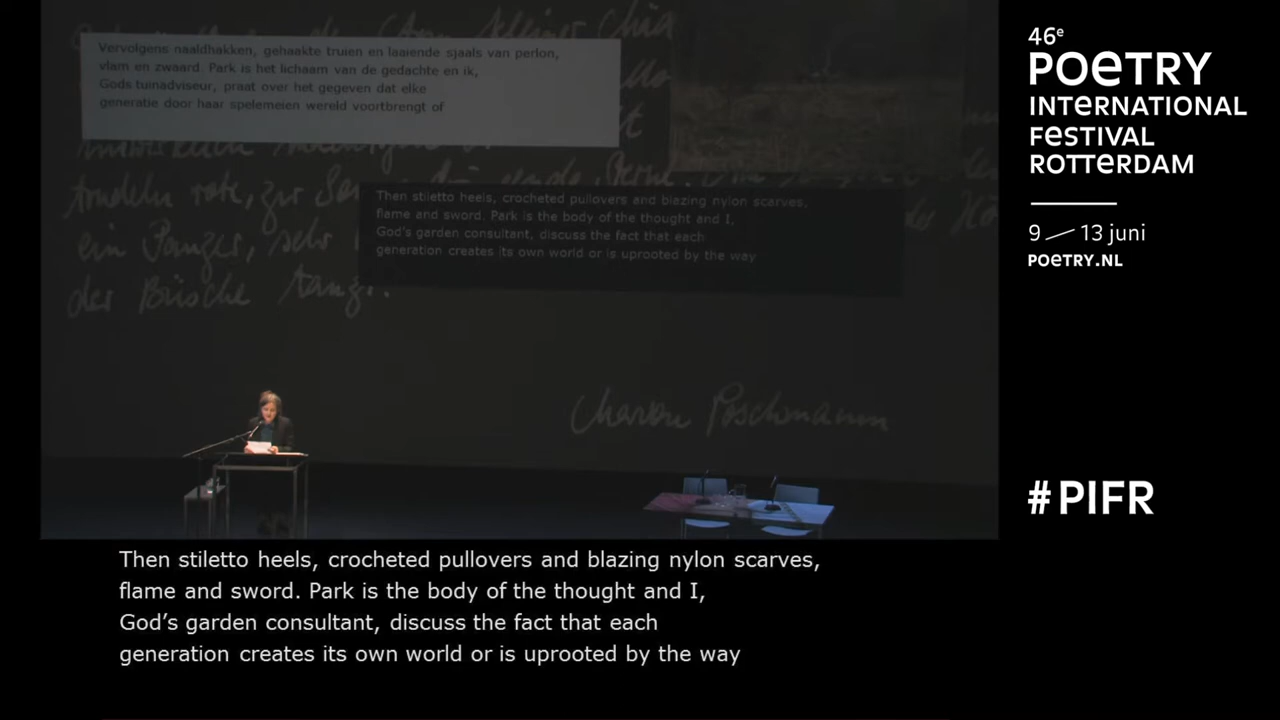 Vervolgens naaldhakken, gehaakte truien en laaiende sjaals van perlon,
vlam en zwaard. Park is het lichaam van de gedachte en ik,
Gods tuinadviseur, praat over het gegeven dat elke
generatie door haar spelemeien wereld voortbrengt of
Then stiletto heels, crocheted pullovers and blazing nylon scarves,
flame and sword. Park is the body of the thought and I,
God's garden consultant, discuss the fact that each
generation creates its own world or is uprooted by the way
ein Panzer, sehr
der Büsche tanzt.
Poschmann
46e
POeTRY
INTeRNATIONAL
FeSTIVAL
ROTTeRDAM
9 — 13 juni
POeTRY.NL
#PIFR
Then stiletto heels, crocheted pullovers and blazing nylon scarves,
flame and sword. Park is the body of the thought and I,
God’s garden consultant, discuss the fact that each
generation creates its own world or is uprooted by the way